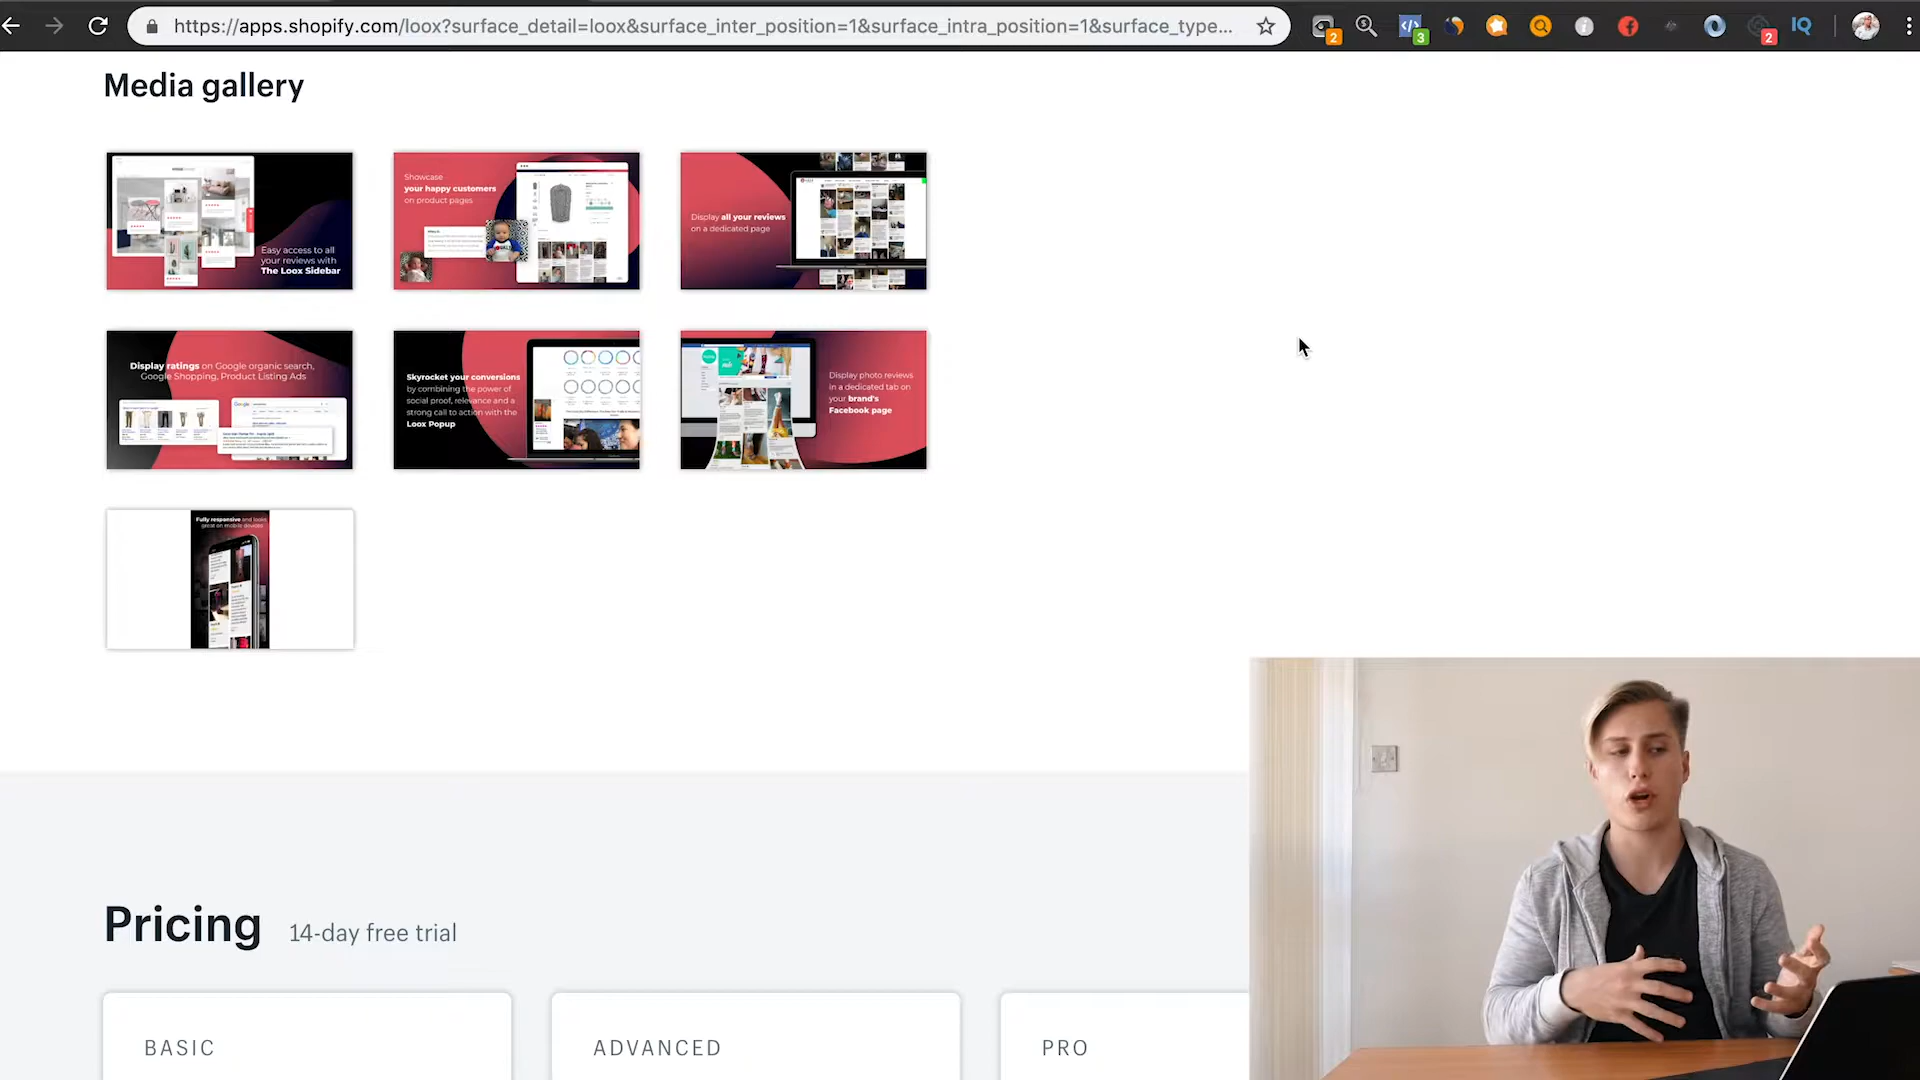 https://apps.shopify.com/loox?surface_detail=loox&surface_inter_position=1&surface_intra_position=1&surface_type...
2
3
2
IQ
Media gallery
Easy access to all
your reviews with
The Loox Sidebar
Showcase
your happy customers
on product pages
Display all your reviews
on a dedicated page
Display ratings on Google organic search,
Google Shopping, Product Listing Ads
Skyrocket your conversions
by combining the power of
social proof, relevance and a
strong call to action with the
Loox Popup
Display photo reviews
in a dedicated tab on
your brand's
Facebook page
Fully responsive and looks
great on mobile devices
Pricing 14-day free trial
BASIC
ADVANCED
PRO